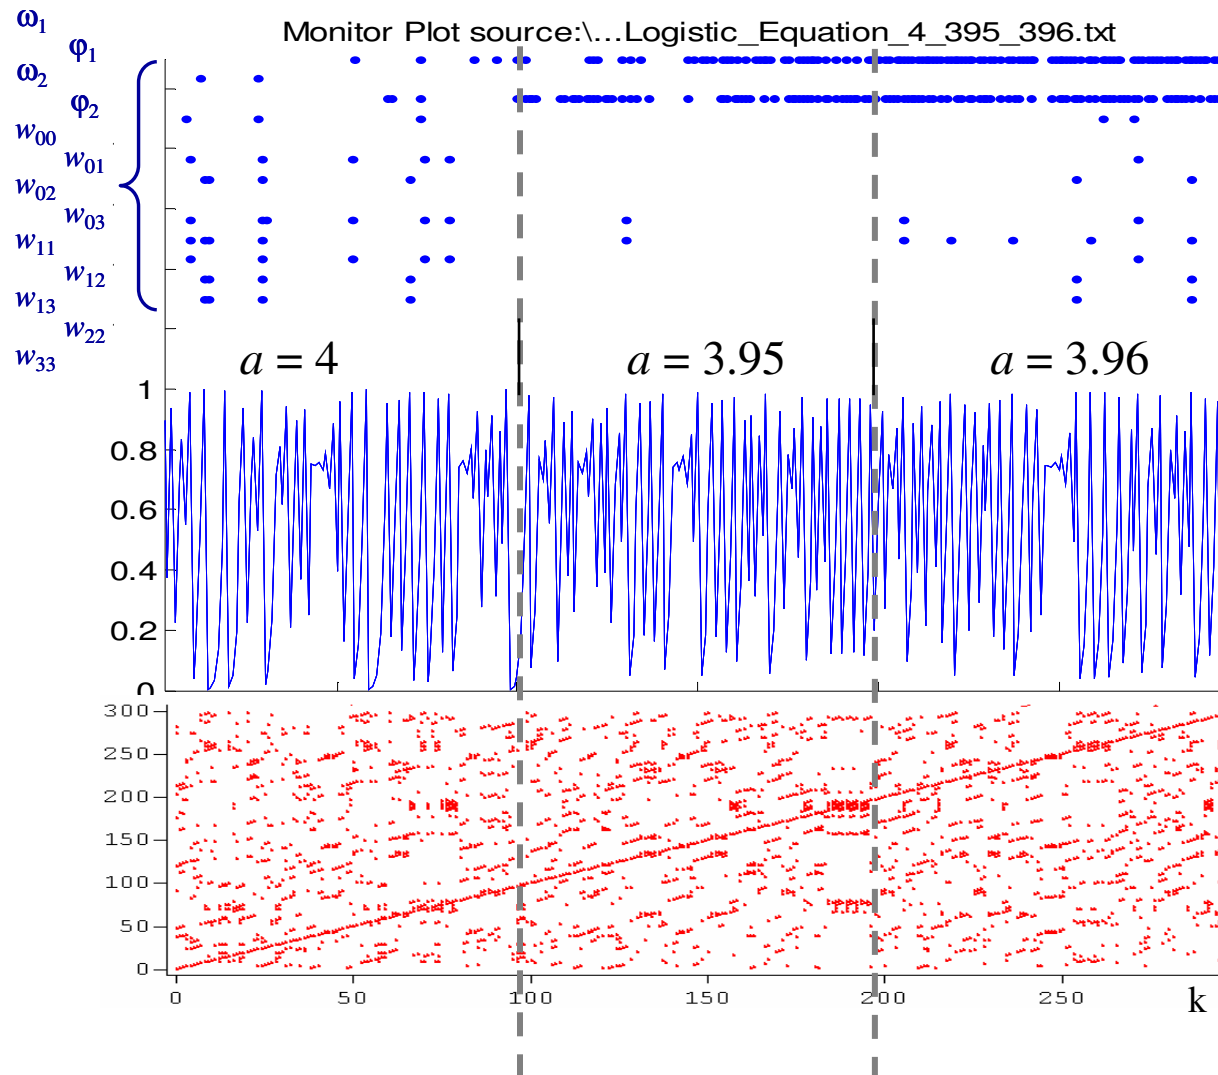 Monitor Plot source:\...Logistic_Equation_4_395_396.txt
ω₁
φ₁
ω₂
φ₂
w₀₀
w₀₁
w₀₂
w₀₃
w₁₁
w₁₂
w₁₃
w₂₂
w₃₃
a = 4 a = 3.95 a = 3.96
1
0.8
0.6
0.4
0.2
0
300
250
200
150
100
50
0
0 50 100 150 200 250 k